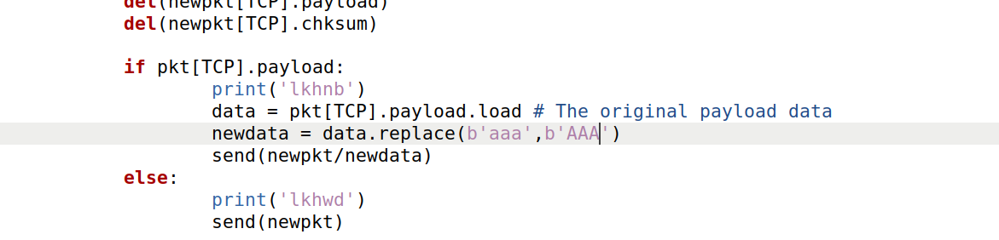 del(newpkt[TCP].payload)
del(newpkt[TCP].chksum)
if pkt[TCP].payload:
print('lkhnb')
data = pkt[TCP].payload.load # The original payload data
newdata = data.replace(b'aaa',b'AAA')
send(newpkt/newdata)
else:
print('lkhwd')
send(newpkt)